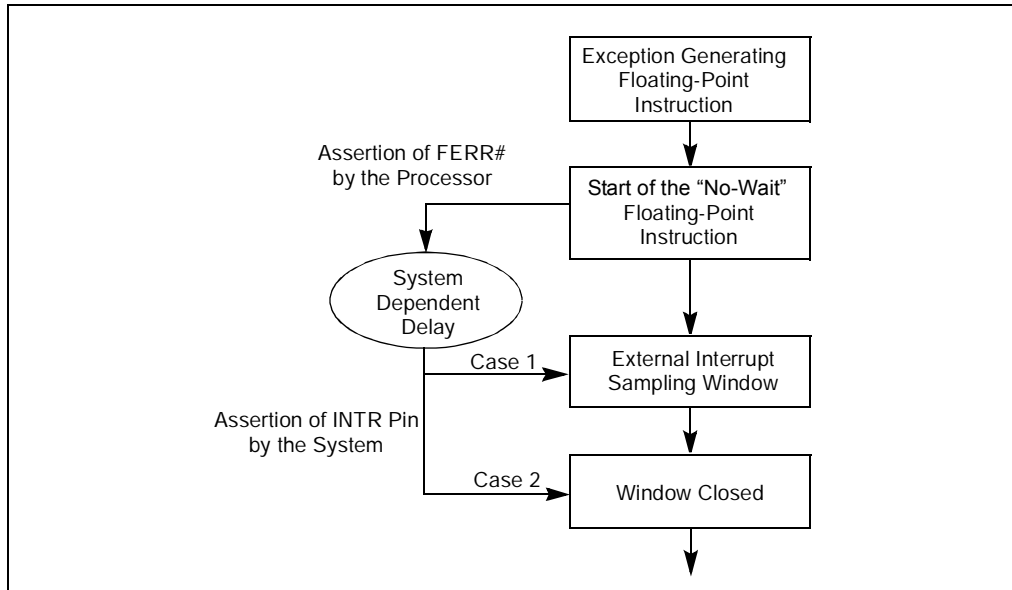 Exception Generating
Floating-Point
Instruction
Assertion of FERR#
by the Processor
Start of the “No-Wait”
Floating-Point
Instruction
System
Dependent
Delay
Case 1
External Interrupt
Sampling Window
Assertion of INTR Pin
by the System
Case 2
Window Closed